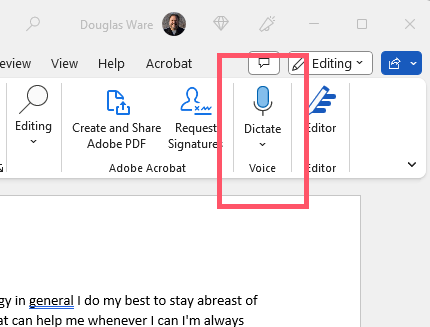 Douglas Ware
eview View Help Acrobat
Editing
Editing
Create and Share
Adobe PDF
Request
Signatures
Dictate
Editor
Adobe Acrobat
Voice
Editor
gy in general I do my best to stay abreast of
at can help me whenever I can I'm always